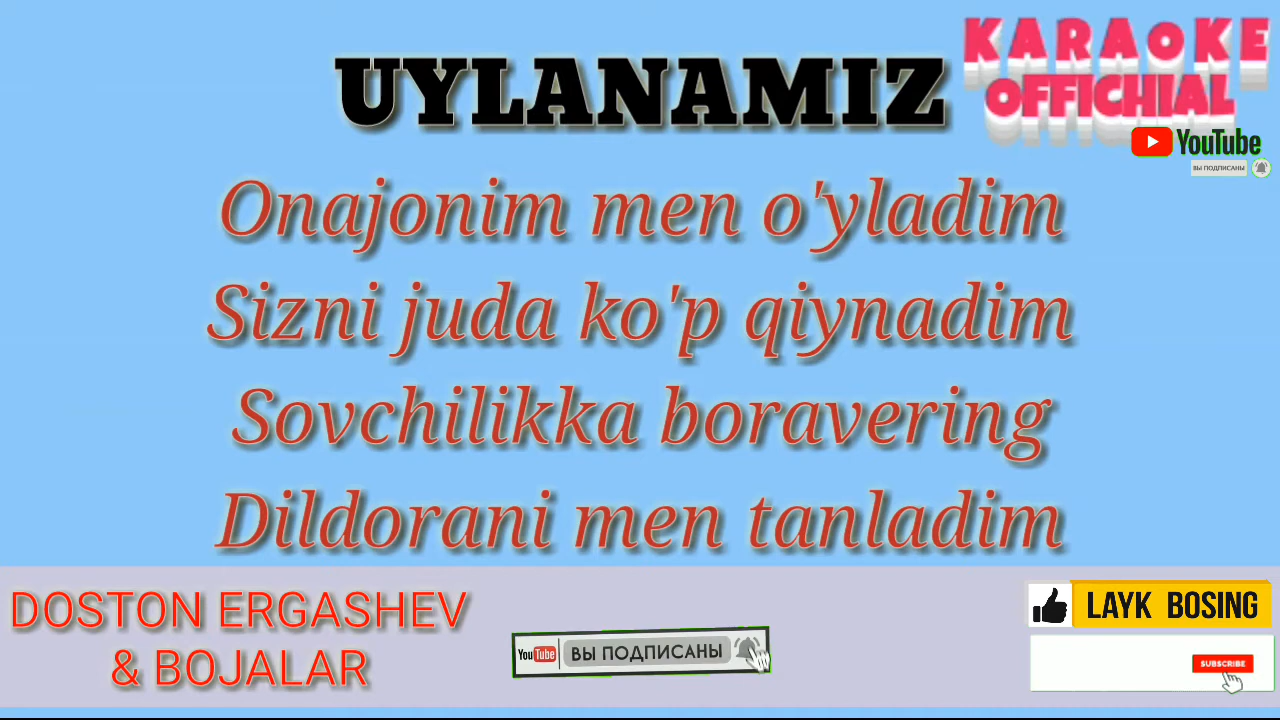 UYLANAMIZ
KARAOKE
OFFICHIAL
YouTube
ВЫ ПОДПИСАНЫ
Onajonim men o'yladim
Sizni juda ko'p qiynadim
Sovchilikka boravering
Dildorani men tanladim
DOSTON ERGASHEV
& BOJALAR
YouTube ВЫ ПОДПИСАНЫ
LAYK BOSING
SUBSCRIBE